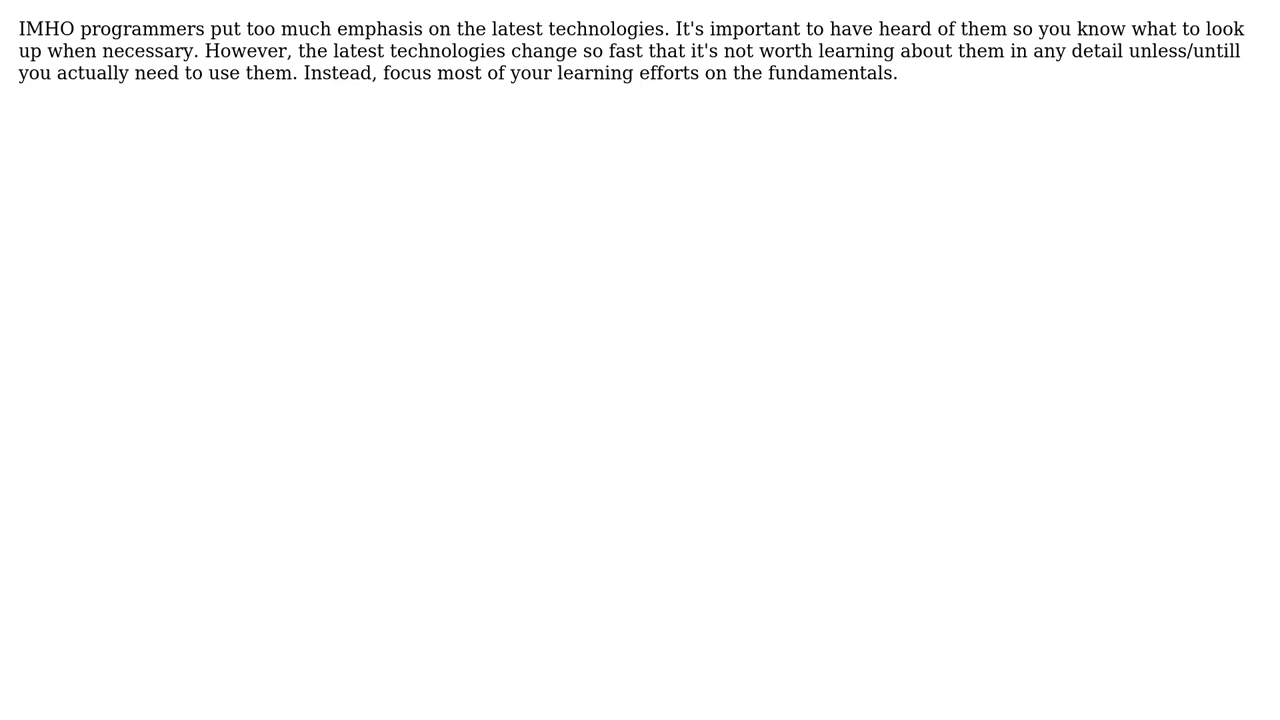 IMHO programmers put too much emphasis on the latest technologies. It's important to have heard of them so you know what to look
up when necessary. However, the latest technologies change so fast that it's not worth learning about them in any detail unless/untill
you actually need to use them. Instead, focus most of your learning efforts on the fundamentals.